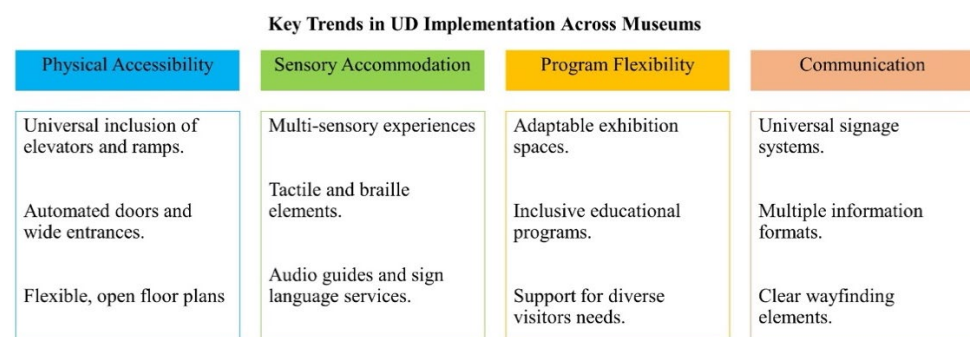 Key Trends in UD Implementation Across Museums
Physical Accessibility
Universal inclusion of
elevators and ramps.
Automated doors and
wide entrances.
Flexible, open floor plans
Sensory Accommodation
Multi-sensory experiences
Tactile and braille
elements.
Audio guides and sign
language services.
Program Flexibility
Adaptable exhibition
spaces.
Inclusive educational
programs.
Support for diverse
visitors needs.
Communication
Universal signage
systems.
Multiple information
formats.
Clear wayfinding
elements.